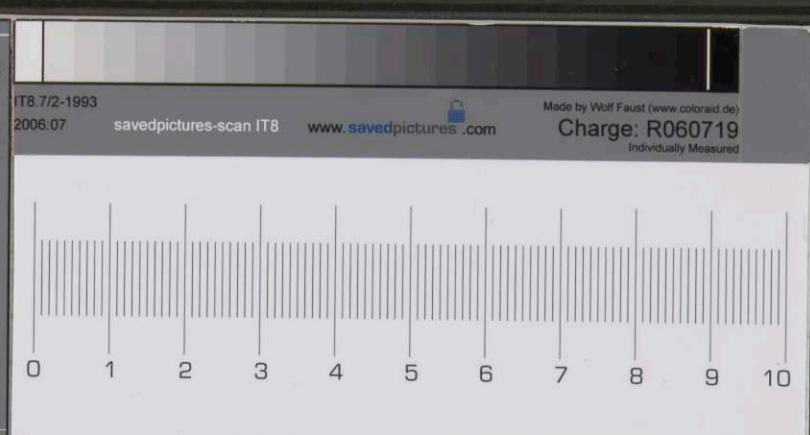 IT8.7/2-1993
2006:07
savedpictures-scan IT8
www.savedpictures.com
Made by Wolf Faust (www.coloraid.de)
Charge: R060719
Individually Measured
0 1 2 3 4 5 6 7 8 9 10